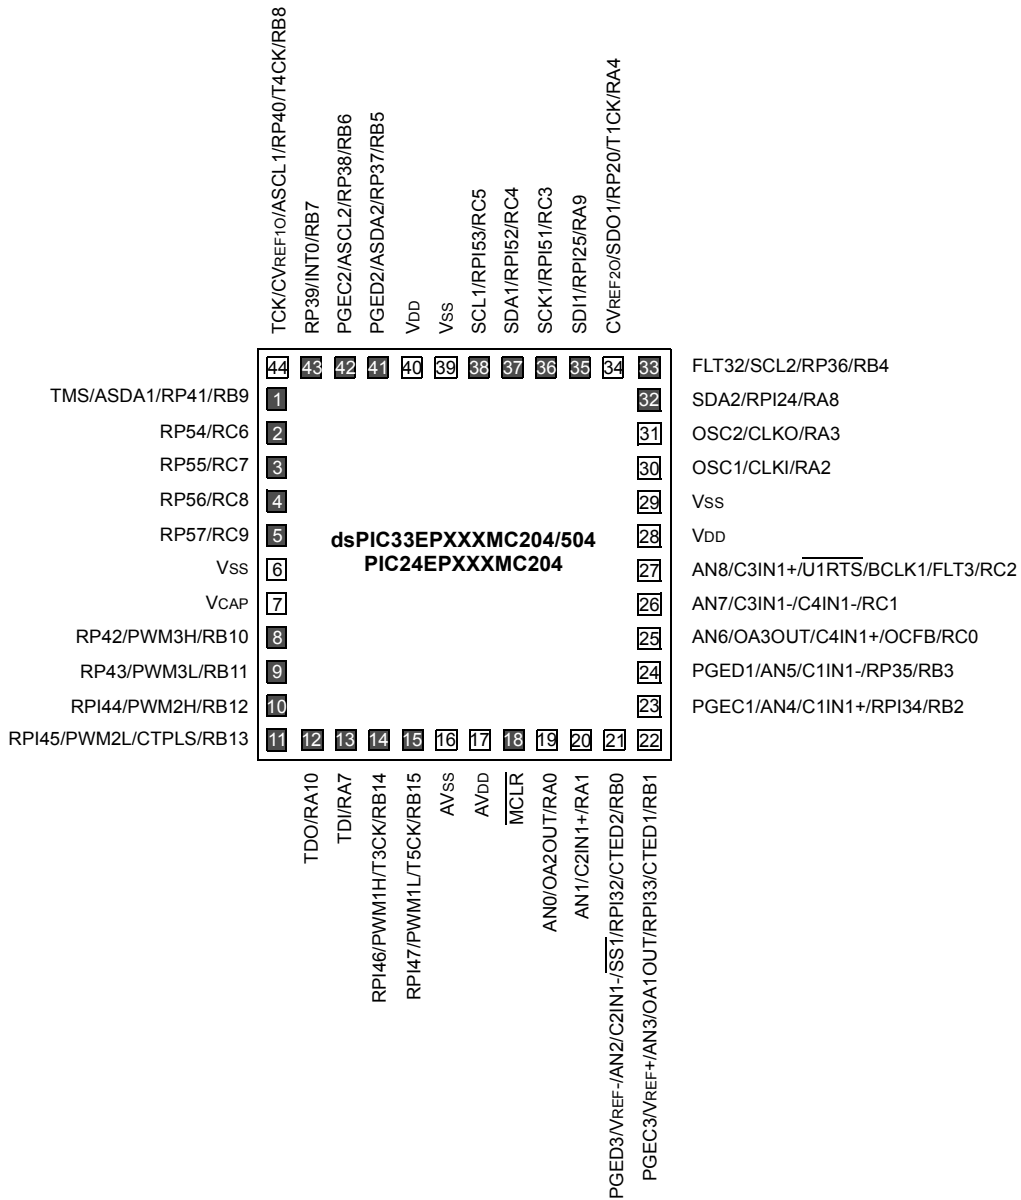 TCK/CVREF1O/ASCL1/RP40/T4CK/RB8
RP39/INT0/RB7
PGEC2/ASCL2/RP38/RB6
PGED2/ASDA2/RP37/RB5
VDD
VSS
SCL1/RPI53/RC5
SDA1/RPI52/RC4
SCK1/RPI51/RC3
SDI1/RPI25/RA9
CVREF2O/SDO1/RP20/T1CK/RA4
44 43 42 41 40 39 38 37 36 35 34 33
FLT32/SCL2/RP36/RB4
TMS/ASDA1/RP41/RB9 1
32 SDA2/RPI24/RA8
RP54/RC6 2
31 OSC2/CLKO/RA3
RP55/RC7 3
30 OSC1/CLKI/RA2
RP56/RC8 4
29 VSS
RP57/RC9 5
28 VDD
dsPIC33EPXXXMC204/504
PIC24EPXXXMC204
VSS 6
27 AN8/C3IN1+/U1RTS/BCLK1/FLT3/RC2
VCAP 7
26 AN7/C3IN1-/C4IN1-/RC1
RP42/PWM3H/RB10 8
25 AN6/OA3OUT/C4IN1+/OCFB/RC0
RP43/PWM3L/RB11 9
24 PGED1/AN5/C1IN1-/RP35/RB3
RPI44/PWM2H/RB12 10
23 PGEC1/AN4/C1IN1+/RPI34/RB2
RPI45/PWM2L/CTPLS/RB13
11 12 13 14 15 16 17 18 19 20 21 22
TDO/RA10
TDI/RA7
RPI46/PWM1H/T3CK/RB14
RPI47/PWM1L/T5CK/RB15
AVSS
AVDD
MCLR
AN0/OA2OUT/RA0
AN1/C2IN1+/RA1
PGED3/VREF-/AN2/C2IN1-/SS1/RPI32/CTED2/RB0
PGEC3/VREF+/AN3/OA1OUT/RPI33/CTED1/RB1